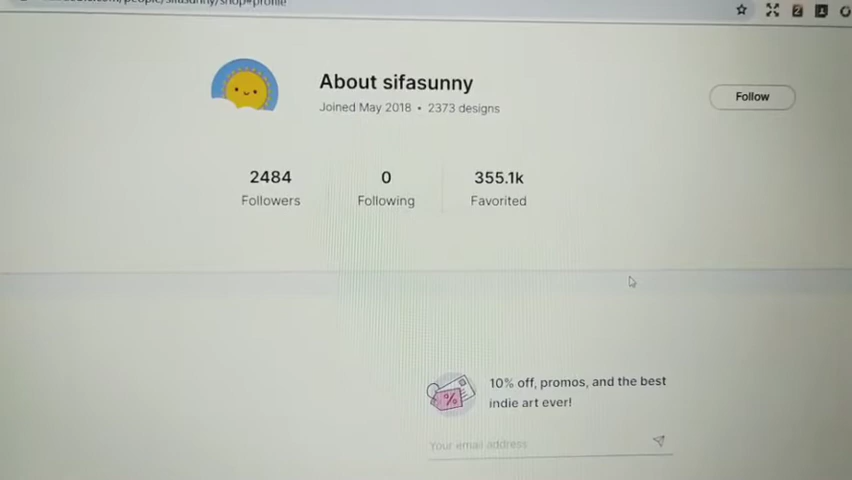 About sifasunny
Joined May 2018 • 2373 designs
Follow
2484
0
355.1k
Followers
Following
Favorited
10% off, promos, and the best
indie art ever!
Your email address